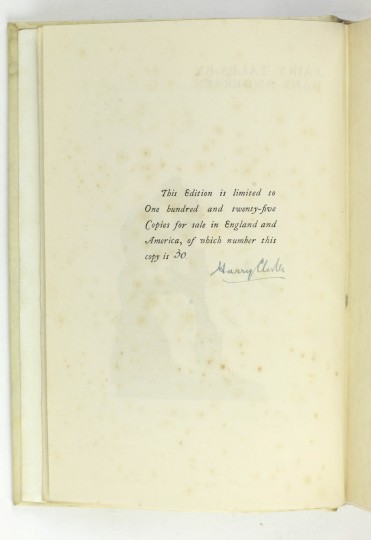 This Edition is limited to
One hundred and twenty-five
Copies for sale in England and
America, of which number this
copy is 30
Harry Clarke